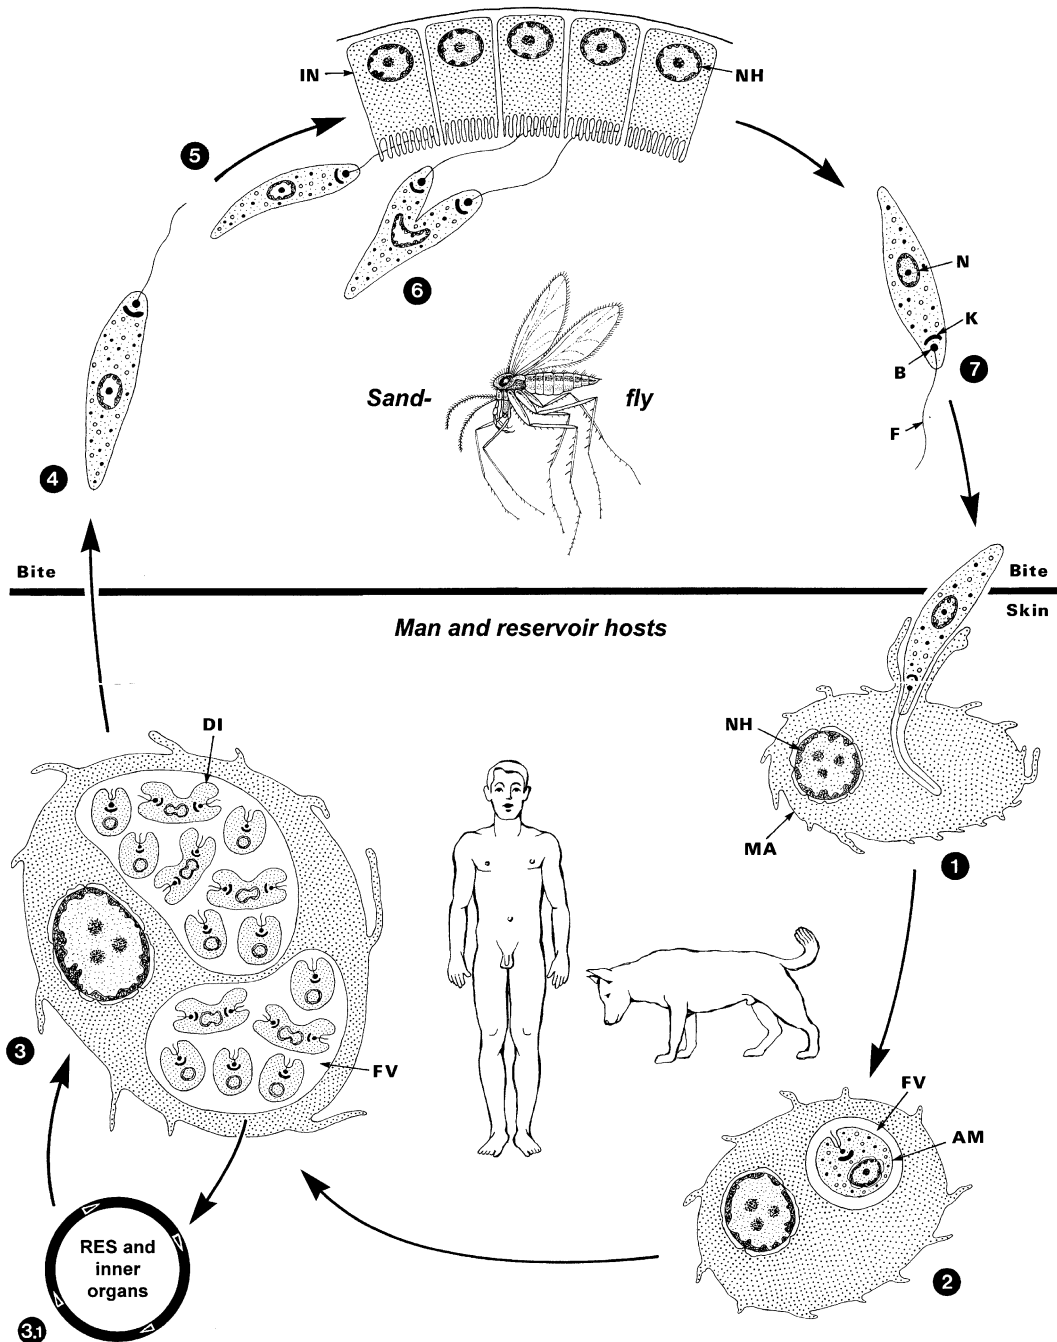 IN
NH
5
6
N
K
B
7
Sand-
fly
F
4
Bite
Bite
Skin
Man and reservoir hosts
DI
NH
MA
1
3
FV
FV
AM
RES and
inner
organs
2
3.1